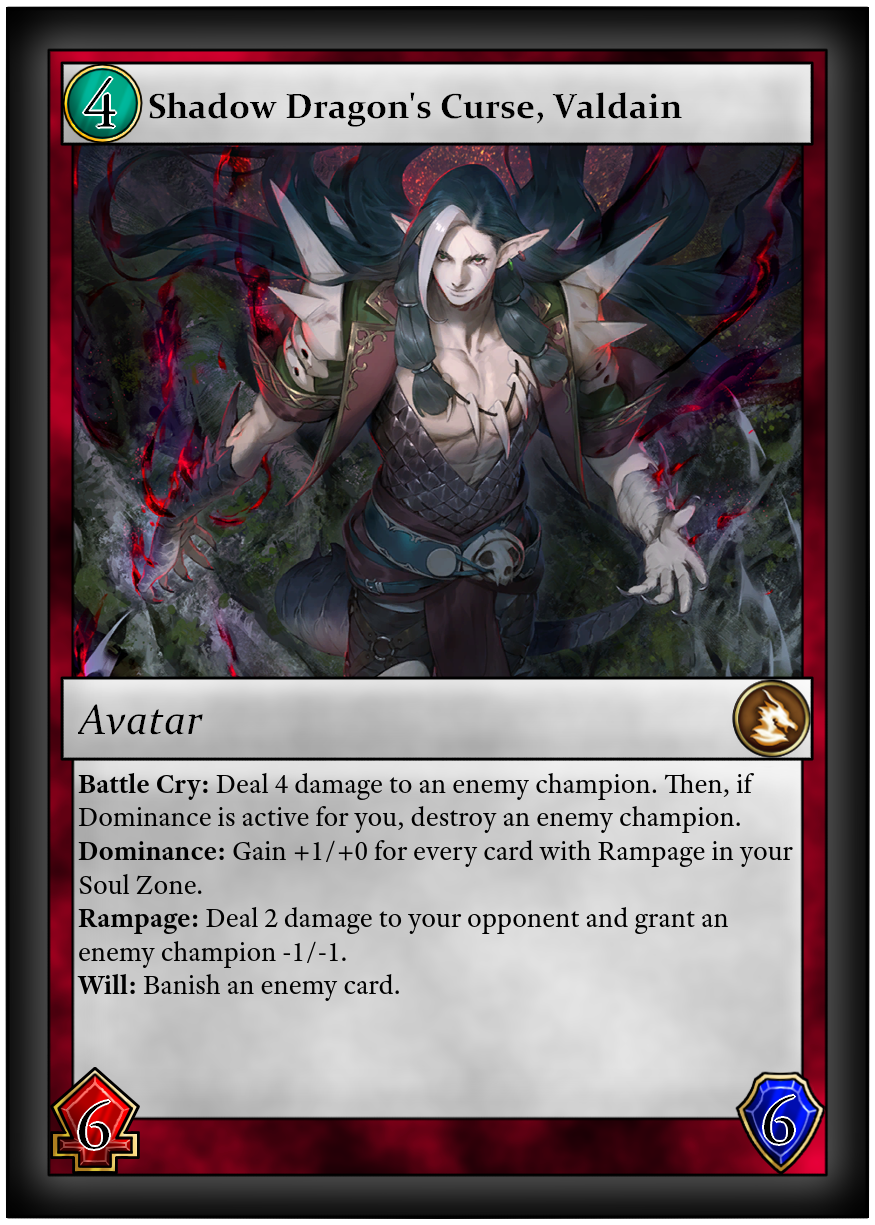 4
Shadow Dragon's Curse, Valdain
Avatar
Battle Cry: Deal 4 damage to an enemy champion. Then, if
Dominance is active for you, destroy an enemy champion.
Dominance: Gain +1/+0 for every card with Rampage in your
Soul Zone.
Rampage: Deal 2 damage to your opponent and grant an
enemy champion -1/-1.
Will: Banish an enemy card.
6
6